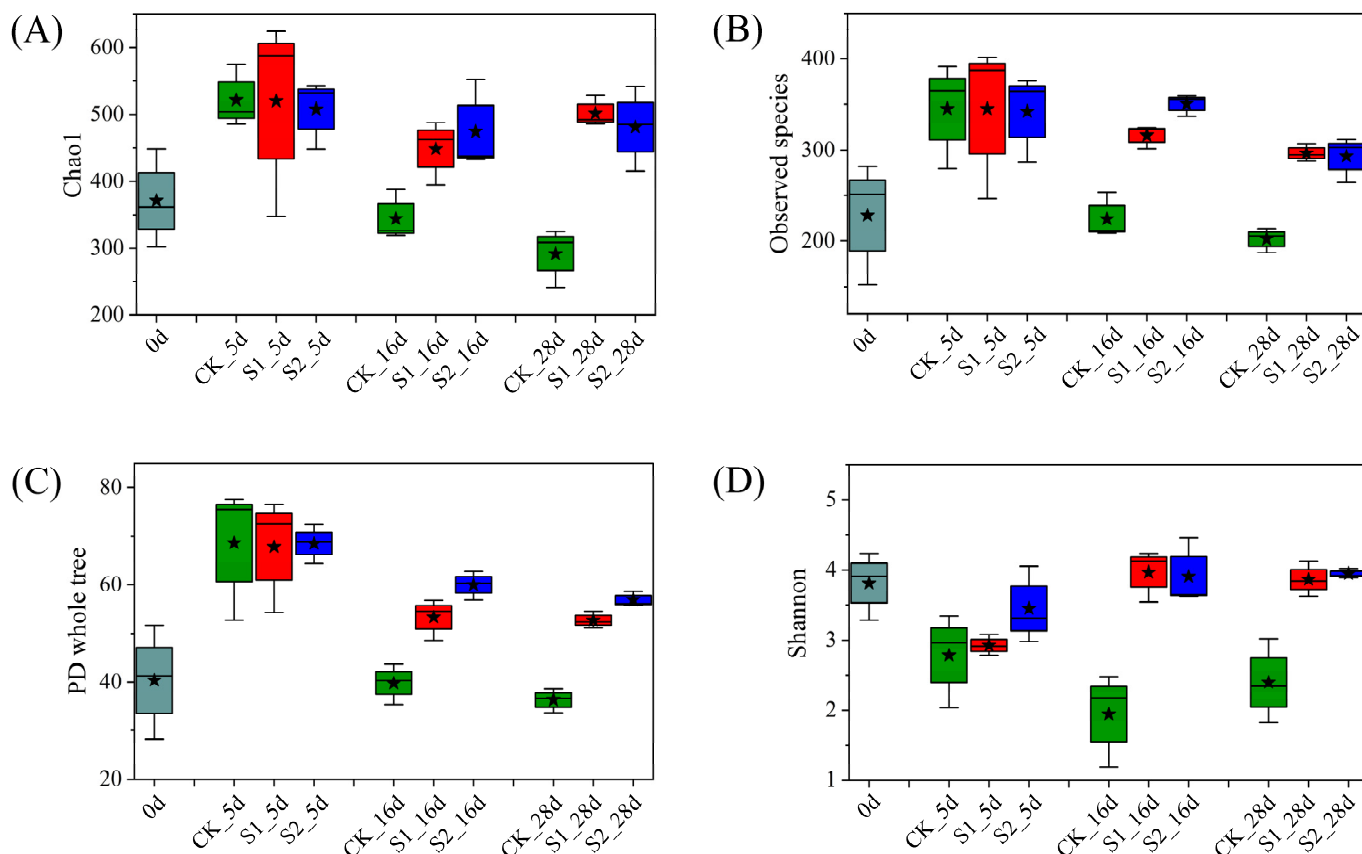 (A)
Chao1
600
500
400
300
200
0d
CK_5d
S1_5d
S2_5d
CK_16d
S1_16d
S2_16d
CK_28d
S1_28d
S2_28d
(B)
Observed species
400
300
200
0d
CK_5d
S1_5d
S2_5d
CK_16d
S1_16d
S2_16d
CK_28d
S1_28d
S2_28d
(C)
PD whole tree
80
60
40
20
0d
CK_5d
S1_5d
S2_5d
CK_16d
S1_16d
S2_16d
CK_28d
S1_28d
S2_28d
(D)
Shannon
5
4
3
2
1
0d
CK_5d
S1_5d
S2_5d
CK_16d
S1_16d
S2_16d
CK_28d
S1_28d
S2_28d